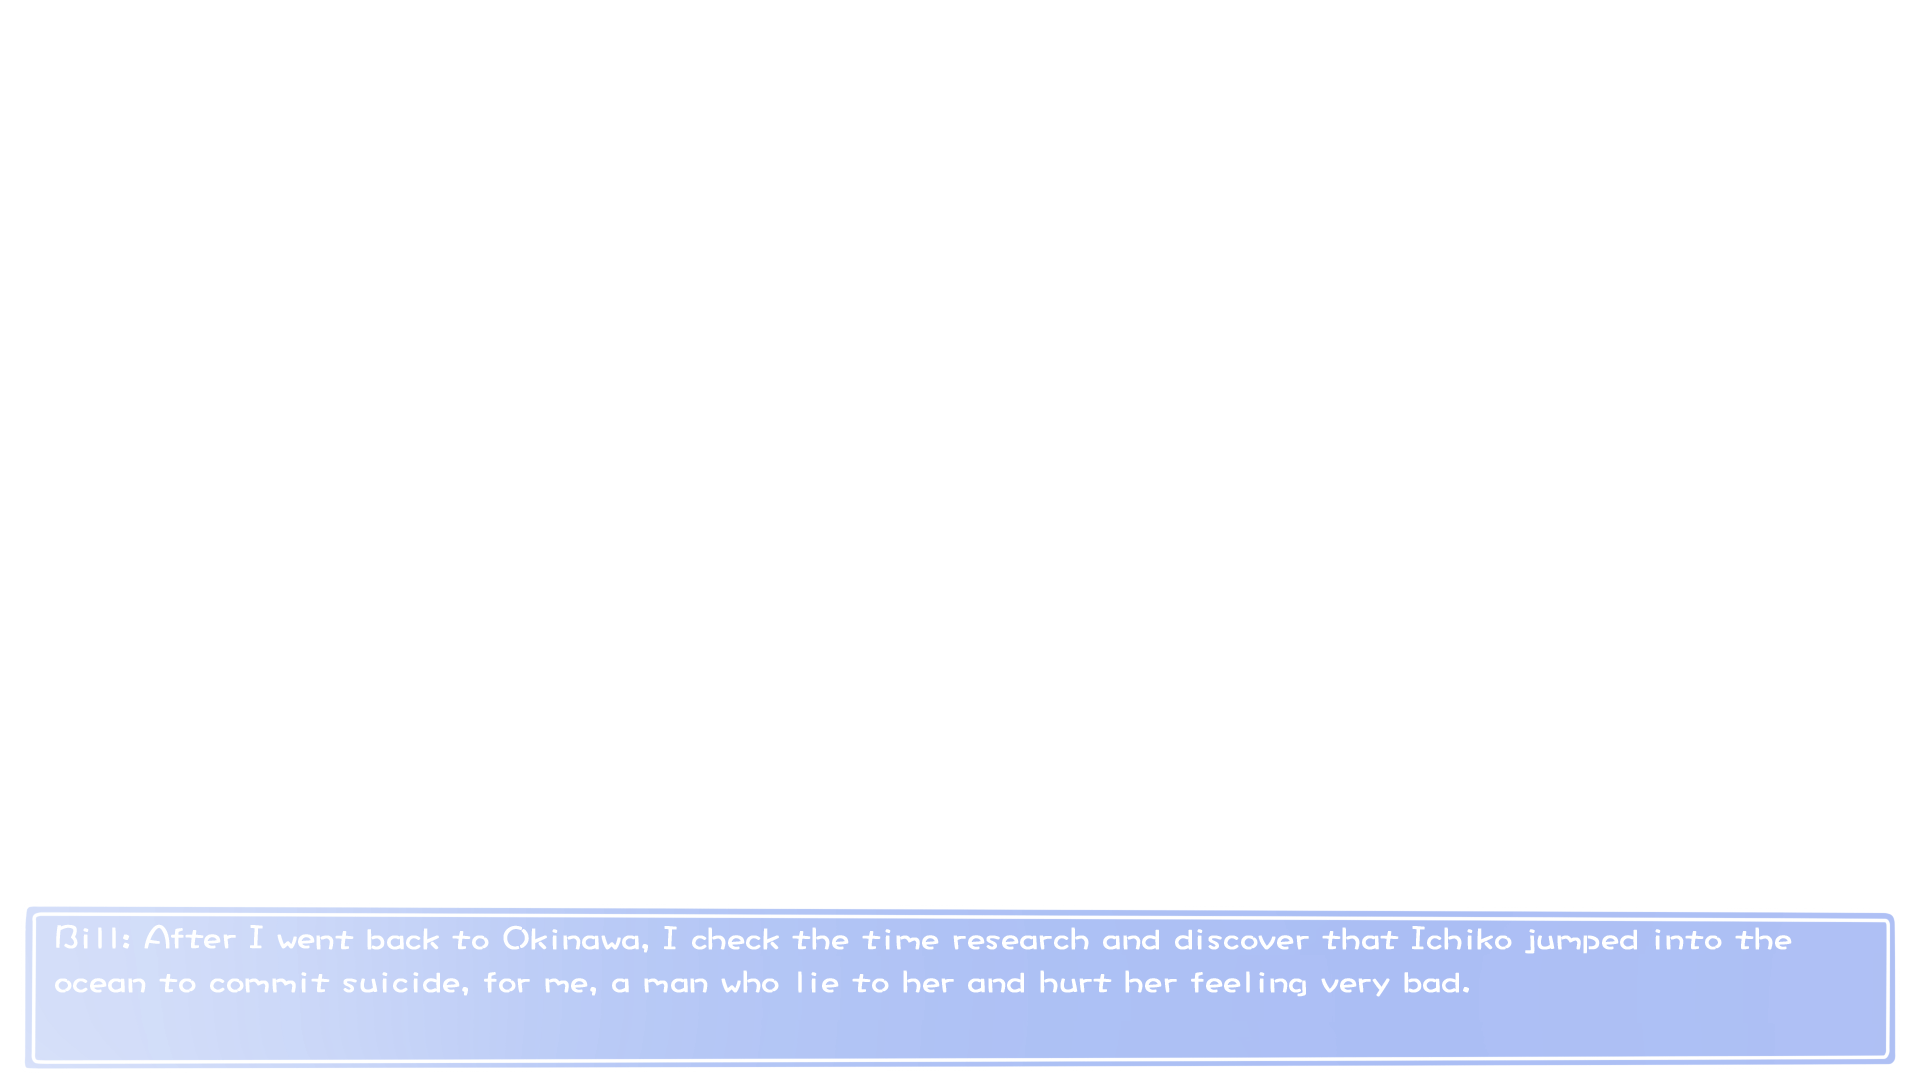 Bill: After I went back to Okinawa, I check the time research and discover that Ichiko jumped into the
ocean to commit suicide, for me, a man who lie to her and hurt her feeling very bad.